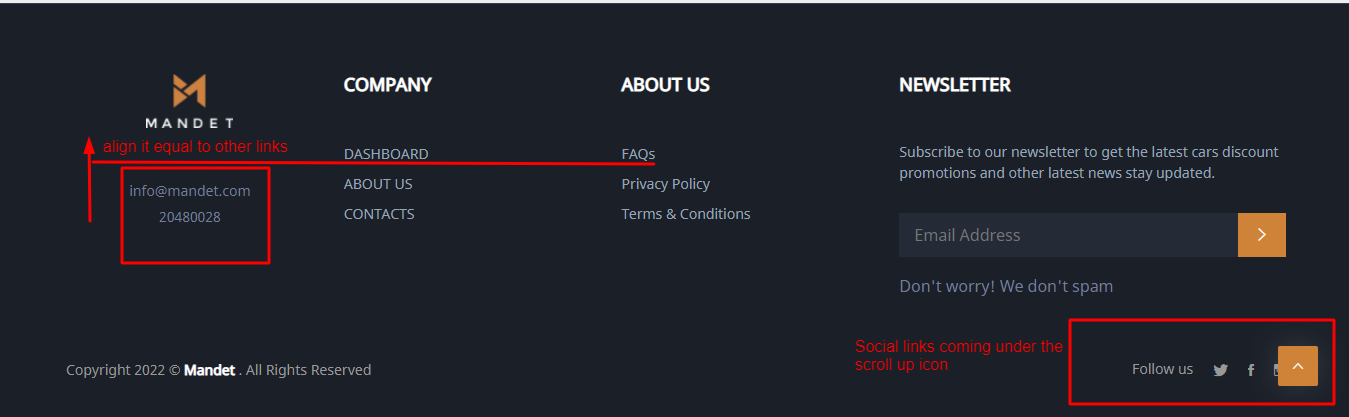 MANDET
align it equal to other links
info@mandet.com
20480028
COMPANY
DASHBOARD
ABOUT US
CONTACTS
ABOUT US
FAQs
Privacy Policy
Terms & Conditions
NEWSLETTER
Subscribe to our newsletter to get the latest cars discount
promotions and other latest news stay updated.
Email Address
Don't worry! We don't spam
Social links coming under the
scroll up icon
Copyright 2022 © Mandet . All Rights Reserved
Follow us